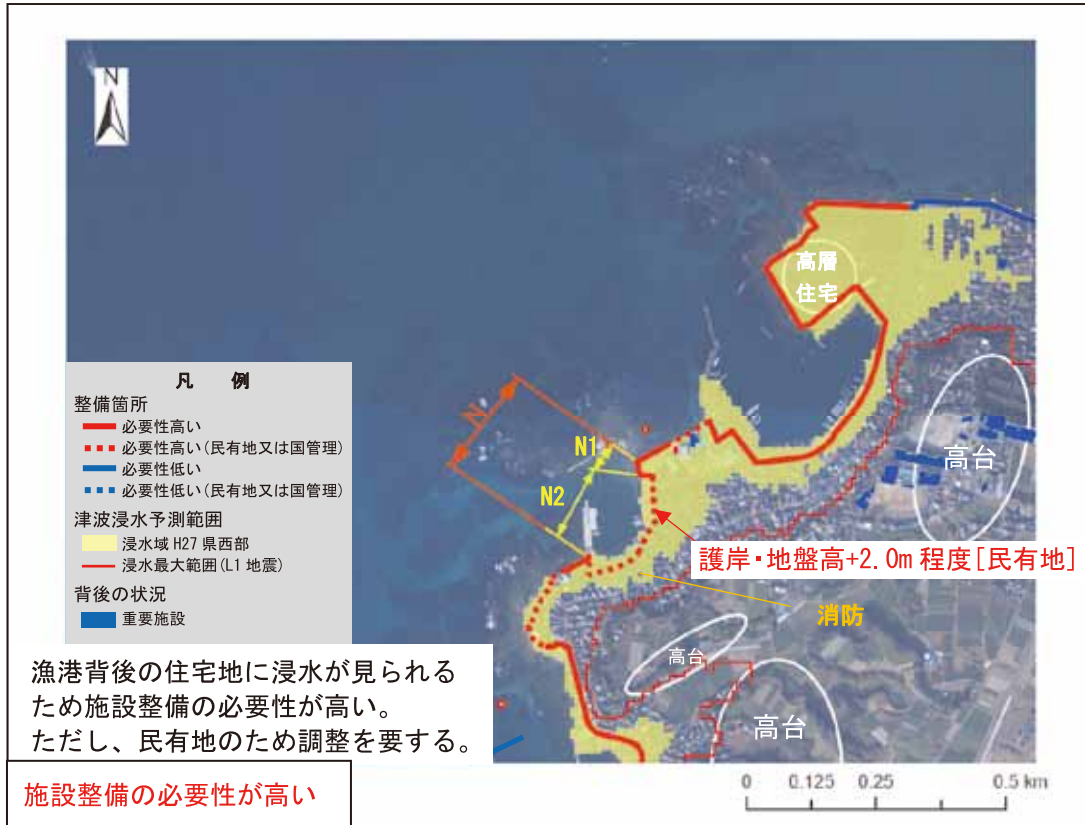 N
高層
住宅
凡 例
整備箇所
必要性高い
必要性高い(民有地又は国管理)
必要性低い
必要性低い(民有地又は国管理)
津波浸水予測範囲
浸水域 H27 県西部
浸水最大範囲(L1 地震)
背後の状況
重要施設
N
N1
N2
高台
護岸・地盤高+2.0m 程度[民有地]
消防
高台
高台
漁港背後の住宅地に浸水が見られる
ため施設整備の必要性が高い。
ただし、民有地のため調整を要する。
施設整備の必要性が高い
0 0.125 0.25 0.5 km